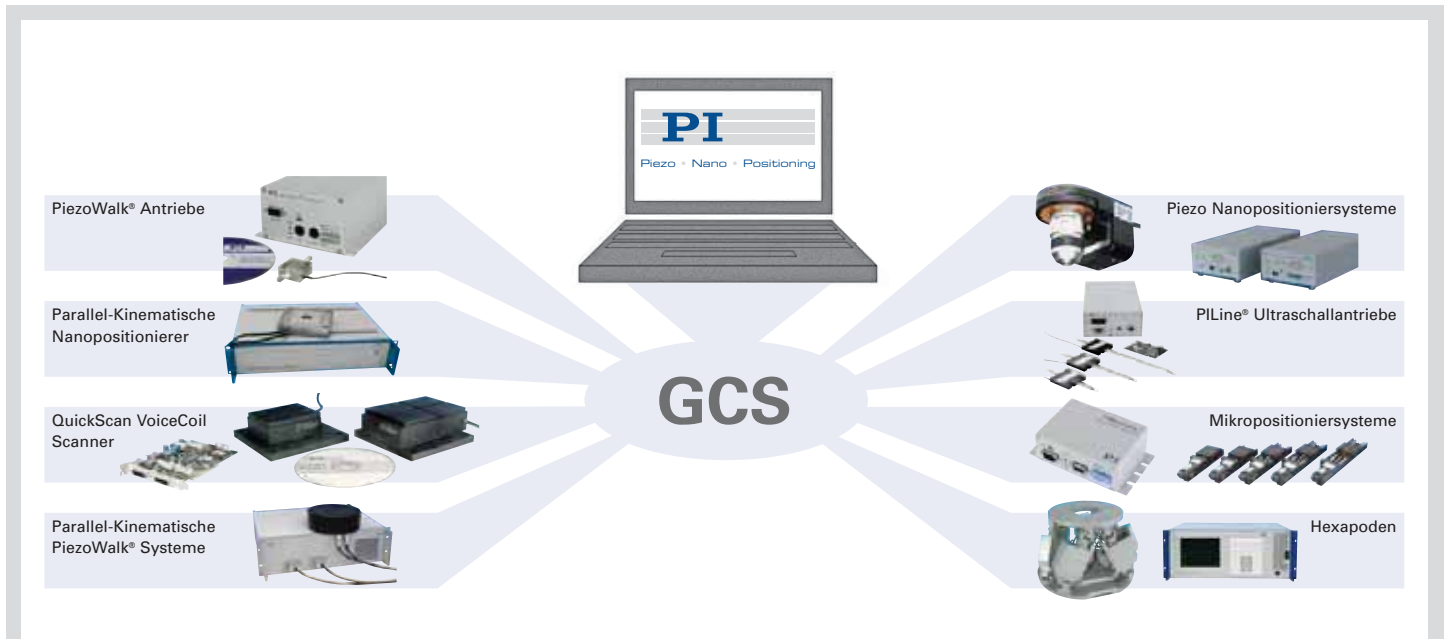 PI
Piezo • Nano • Positioning
PiezoWalk® Antriebe
Parallel-Kinematische
Nanopositionierer
QuickScan VoiceCoil
Scanner
Parallel-Kinematische
PiezoWalk® Systeme
GCS
Piezo Nanopositioniersysteme
PILine® Ultraschallantriebe
Mikropositioniersysteme
Hexapoden